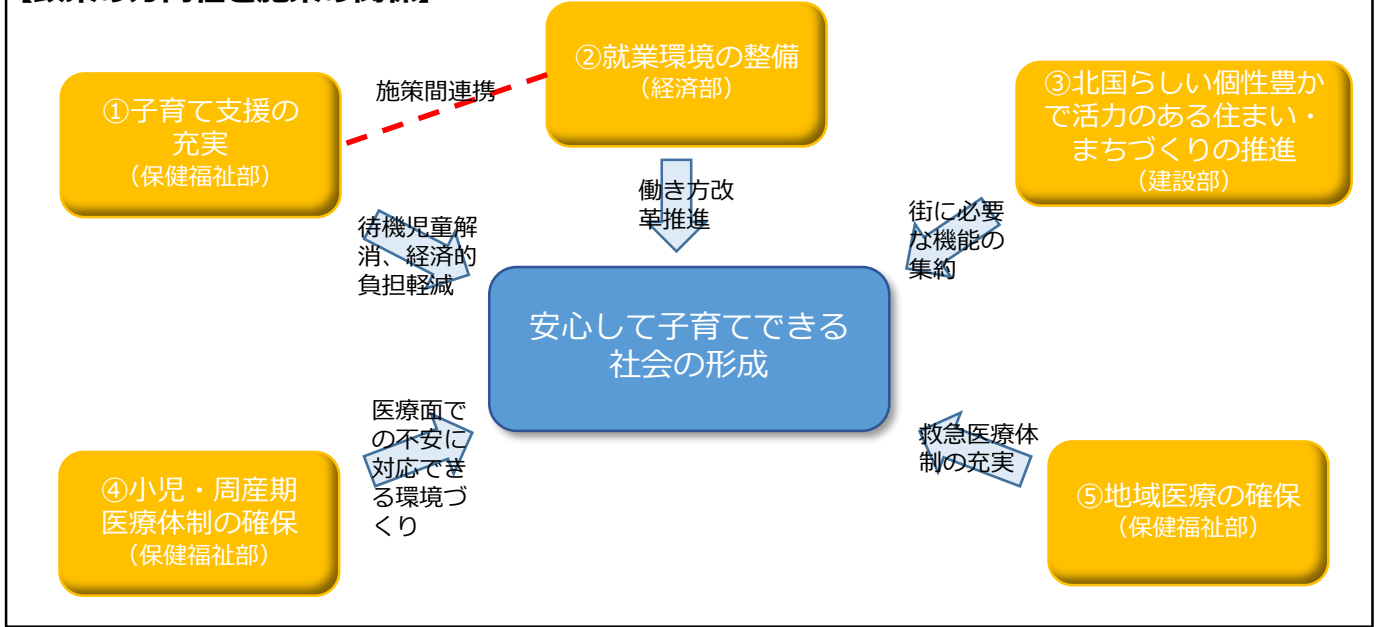 ②就業環境の整備
（経済部）
施策間連携
①子育て支援の
充実
（保健福祉部）
③北国らしい個性豊か
で活力のある住まい・
まちづくりの推進
（建設部）
働き方改
革推進
待機児童解
消、経済的
負担軽減
街に必要
な機能の
集約
安心して子育てできる
社会の形成
医療面で
の不安に
対応でき
る環境づ
くり
救急医療体
制の充実
④小児・周産期
医療体制の確保
（保健福祉部）
⑤地域医療の確保
（保健福祉部）